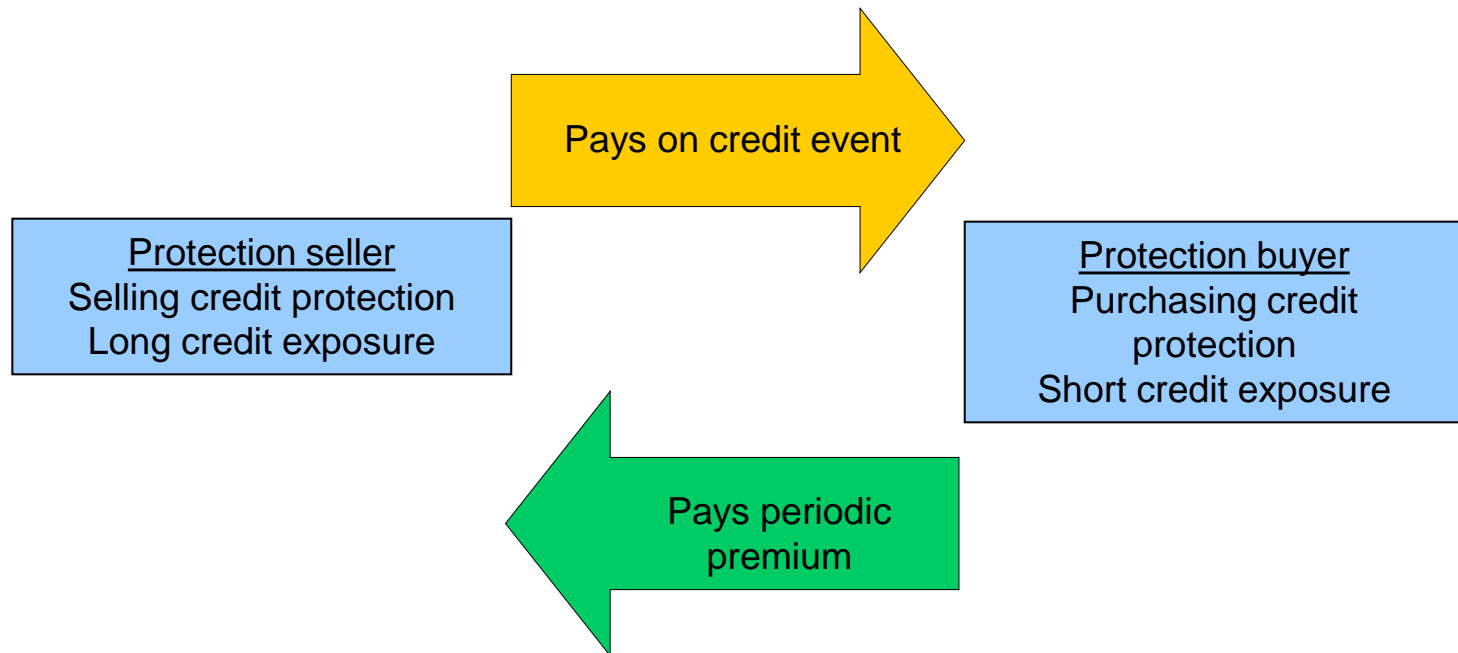 Pays on credit event
Protection seller
Selling credit protection
Long credit exposure
Protection buyer
Purchasing credit
protection
Short credit exposure
Pays periodic
premium